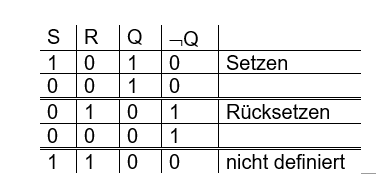 S R Q ¬Q
1 0 1 0 Setzen
0 0 1 0
0 1 0 1 Rücksetzen
0 0 0 1
1 1 0 0 nicht definiert